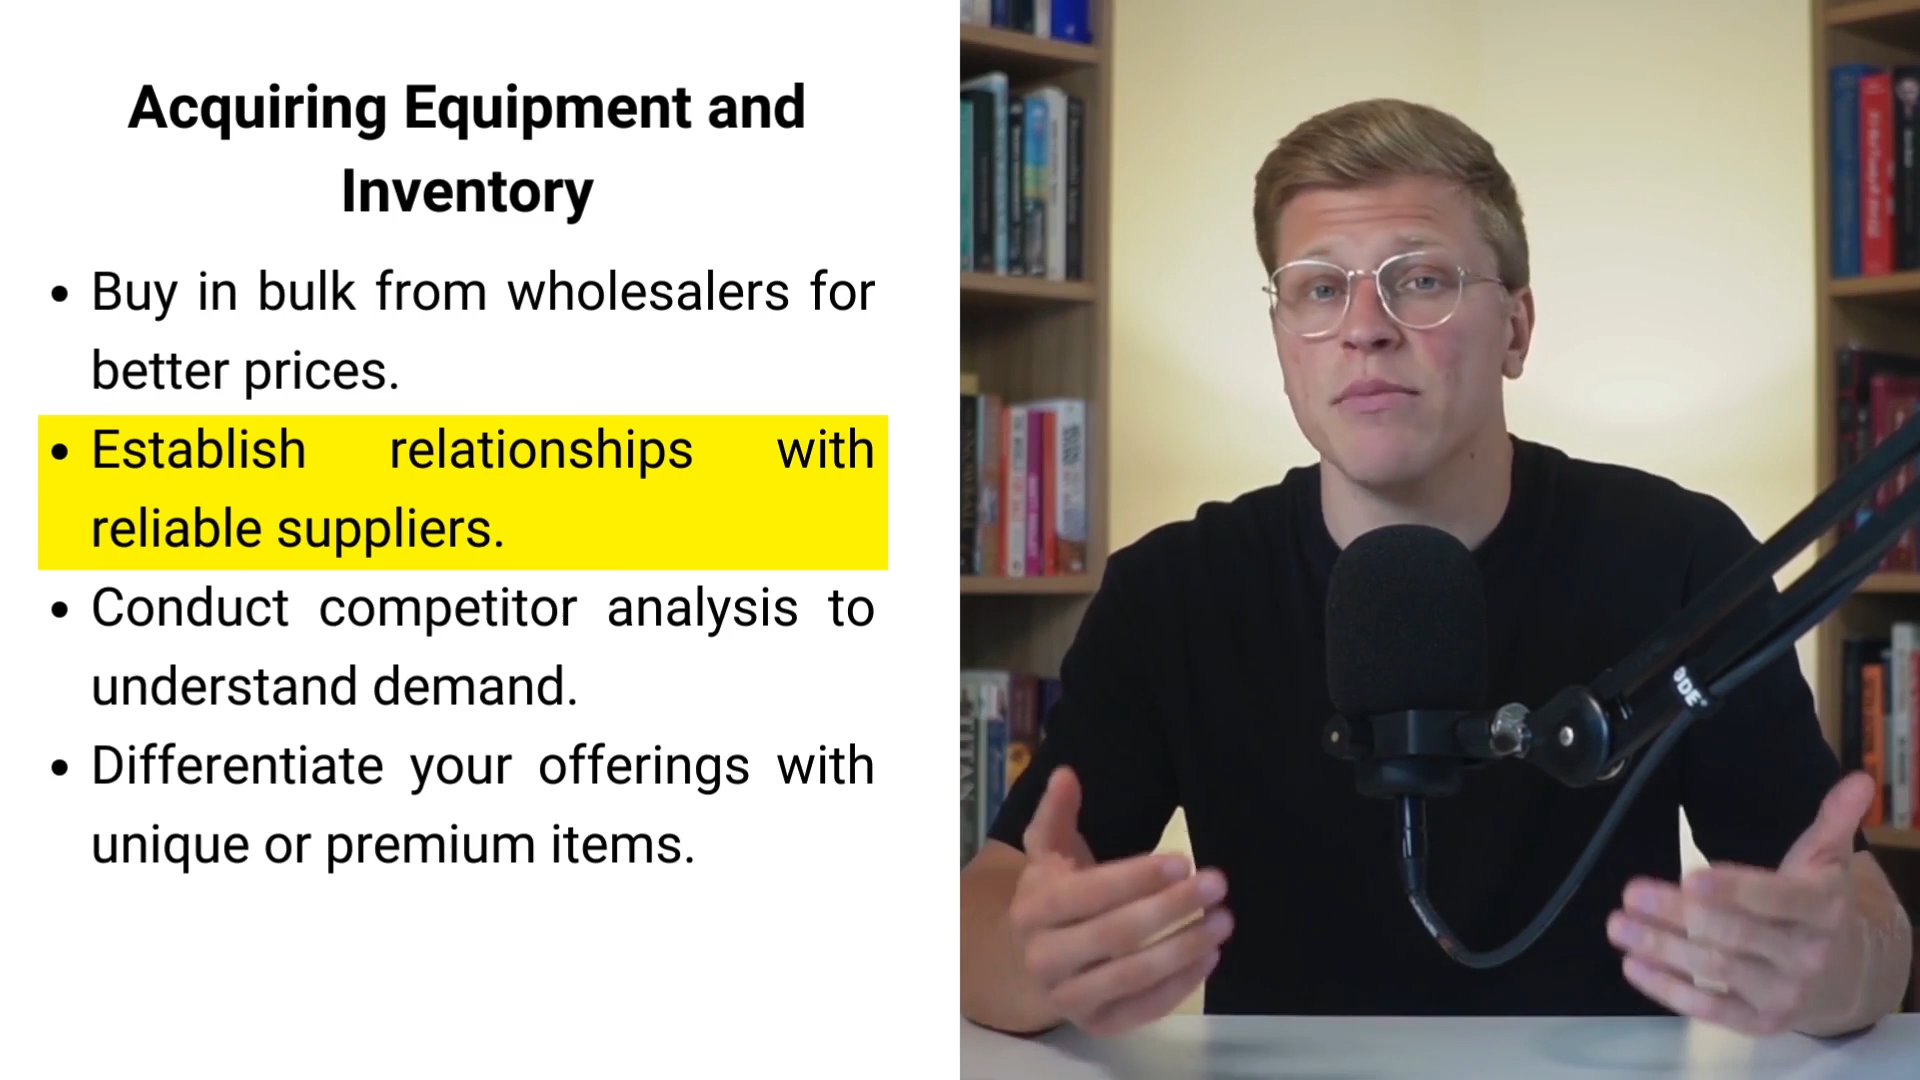 Acquiring Equipment and
Inventory
• Buy in bulk from wholesalers for
better prices.
• Establish relationships with
reliable suppliers.
• Conduct competitor analysis to
understand demand.
• Differentiate your offerings with
unique or premium items.